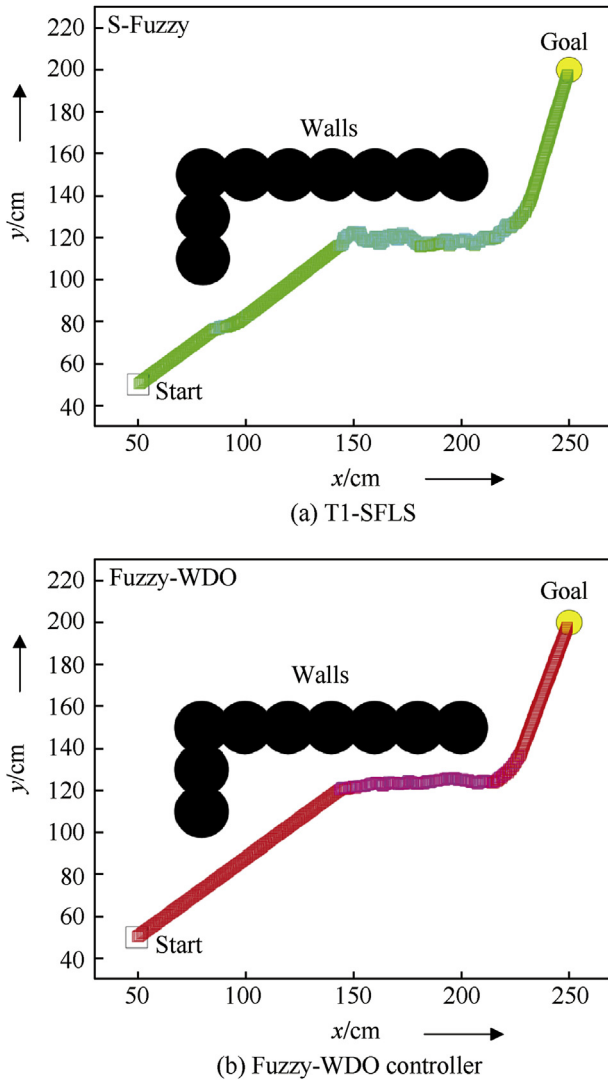 S-Fuzzy
Goal
Walls
Start
220
200
180
160
140
120
100
80
60
40
y/cm
50 100 150 200 250
x/cm
(a) T1-SFLS
Fuzzy-WDO
Goal
Walls
Start
220
200
180
160
140
120
100
80
60
40
y/cm
50 100 150 200 250
x/cm
(b) Fuzzy-WDO controller